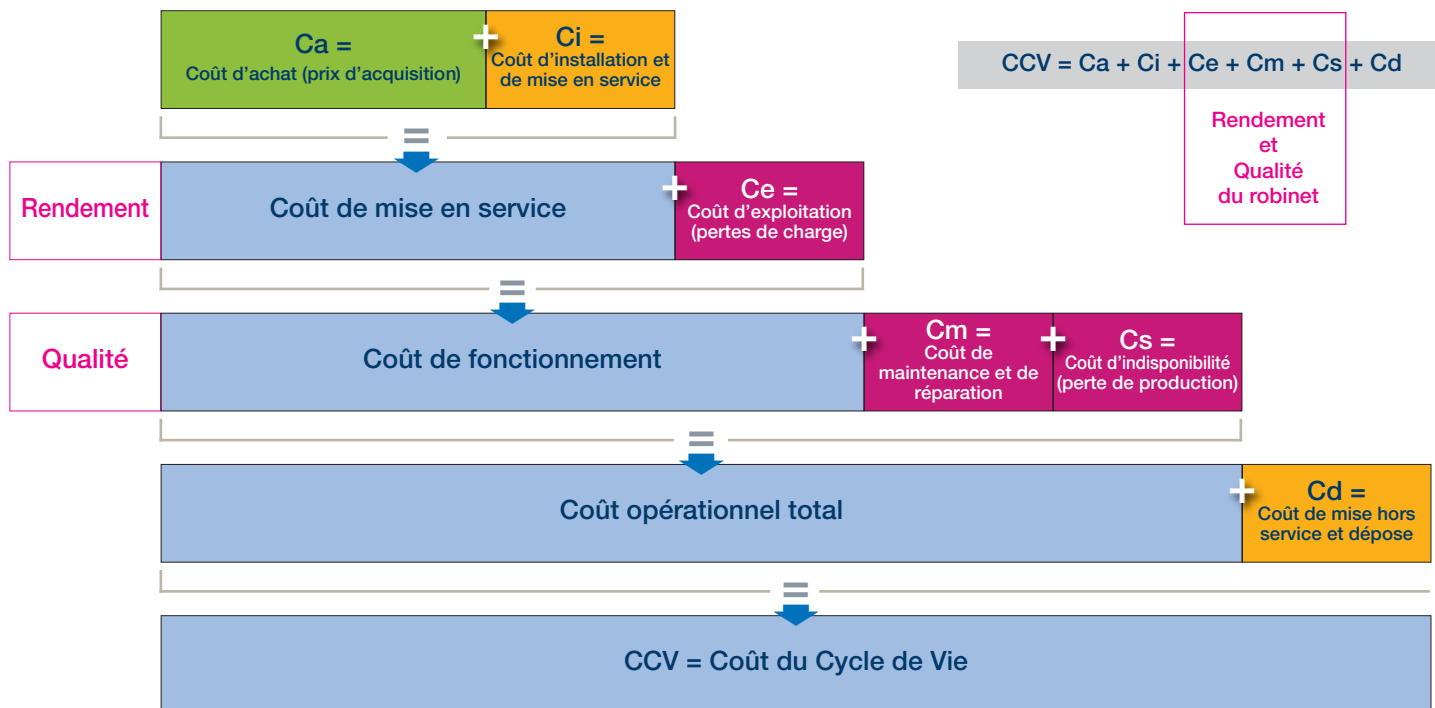 Ca =
Coût d’achat (prix d’acquisition)
+
Ci =
Coût d’installation et
de mise en service
CCV = Ca + Ci + Ce + Cm + Cs + Cd
Rendement
et
Qualité
du robinet
=
Rendement
Coût de mise en service
+
Ce =
Coût d’exploitation
(pertes de charge)
=
Qualité
Coût de fonctionnement
+
Cm =
Coût de
maintenance et de
réparation
+
Cs =
Coût d’indisponibilité
(perte de production)
=
Coût opérationnel total
+
Cd =
Coût de mise hors
service et dépose
=
CCV = Coût du Cycle de Vie